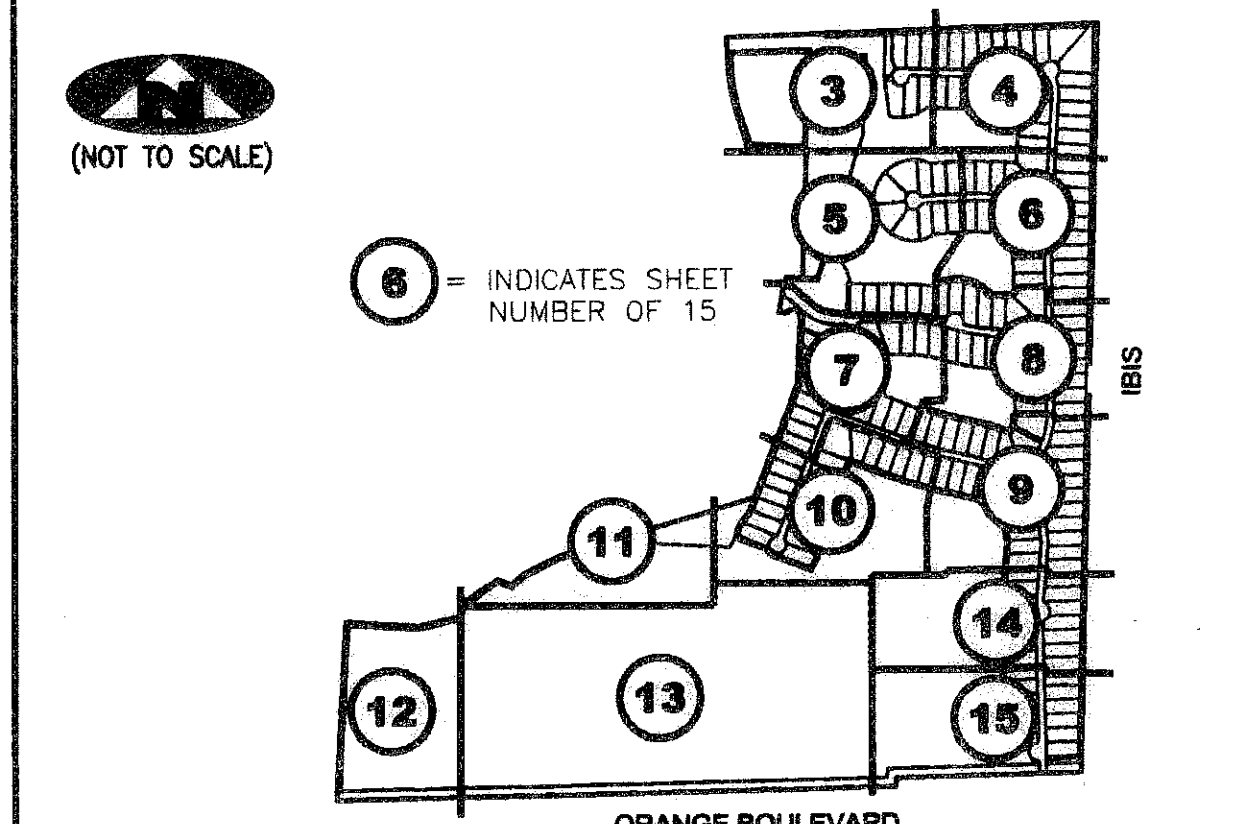 N
(NOT TO SCALE)
6 = INDICATES SHEET
NUMBER OF 15
3
4
5
6
7
8
9
10
11
12
13
14
15
IBIS
ORANGE BOULEVARD